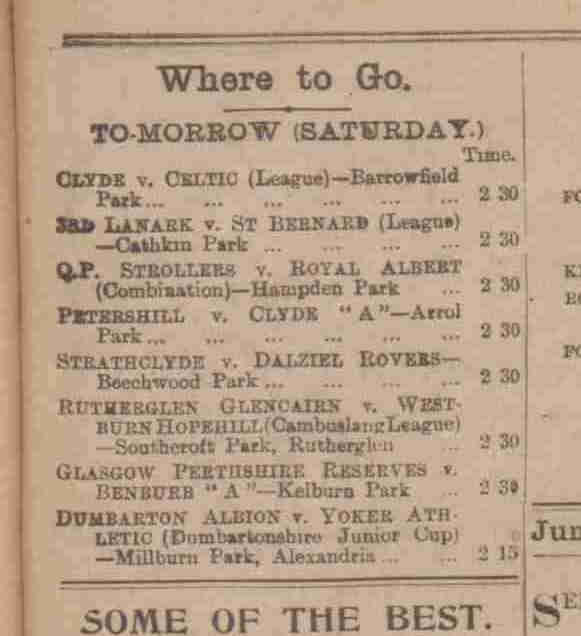 Where to Go.
TO-MORROW (SATURDAY.)
Time.
CLYDE v. CELTIC (League)—Barrowfield
Park... ... ... ... ... ... 2 30
3RD LANARK v. ST BERNARD (League)
—Cathkin Park ... ... ... ... 2 30
Q.P. STROLLERS v. ROYAL ALBERT
(Combination)—Hampden Park ... 2 30
PETERSHILL v. CLYDE "A"—Arrol
Park... ... ... ... ... ... 2 30
STRATHCLYDE v. DALZIEL ROVERS—
Beechwood Park ... ... ... ... 2 30
RUTHERGLEN GLENCAIRN v. WEST-
BURN HOPEHILL (Cambuslang League)
—Southcroft Park, Rutherglen ... 2 30
GLASGOW PERTHSHIRE RESERVES v.
BENBURB "A"—Kelburn Park ... 2 30
DUMBARTON ALBION v. YOKER ATH-
LETIC (Dumbartonshire Junior Cup)
—Millburn Park, Alexandria ... ... 2 15
SOME OF THE BEST.
FO
FO
Jun
SE